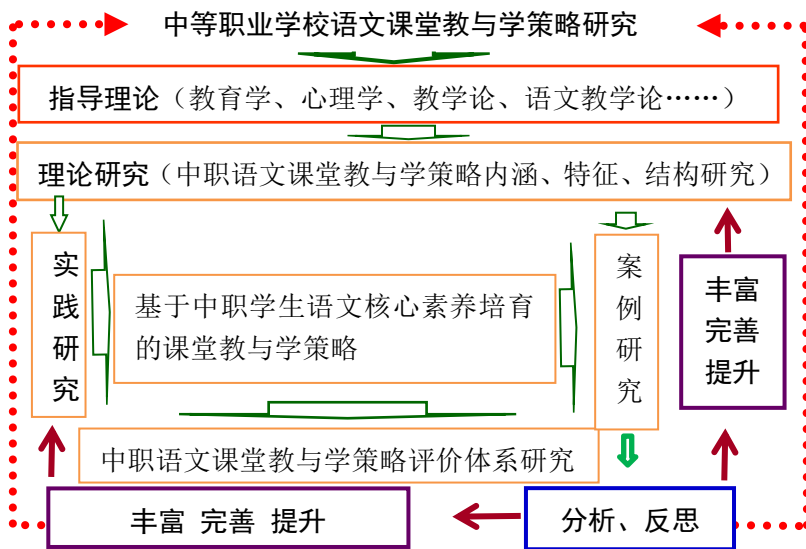 中等职业学校语文课堂教与学策略研究
指导理论（教育学、心理学、教学论、语文教学论……）
理论研究（中职语文课堂教与学策略内涵、特征、结构研究）
实践研究
基于中职学生语文核心素养培育
的课堂教与学策略
案例研究
丰富
完善
提升
中职语文课堂教与学策略评价体系研究
丰富 完善 提升
分析、反思